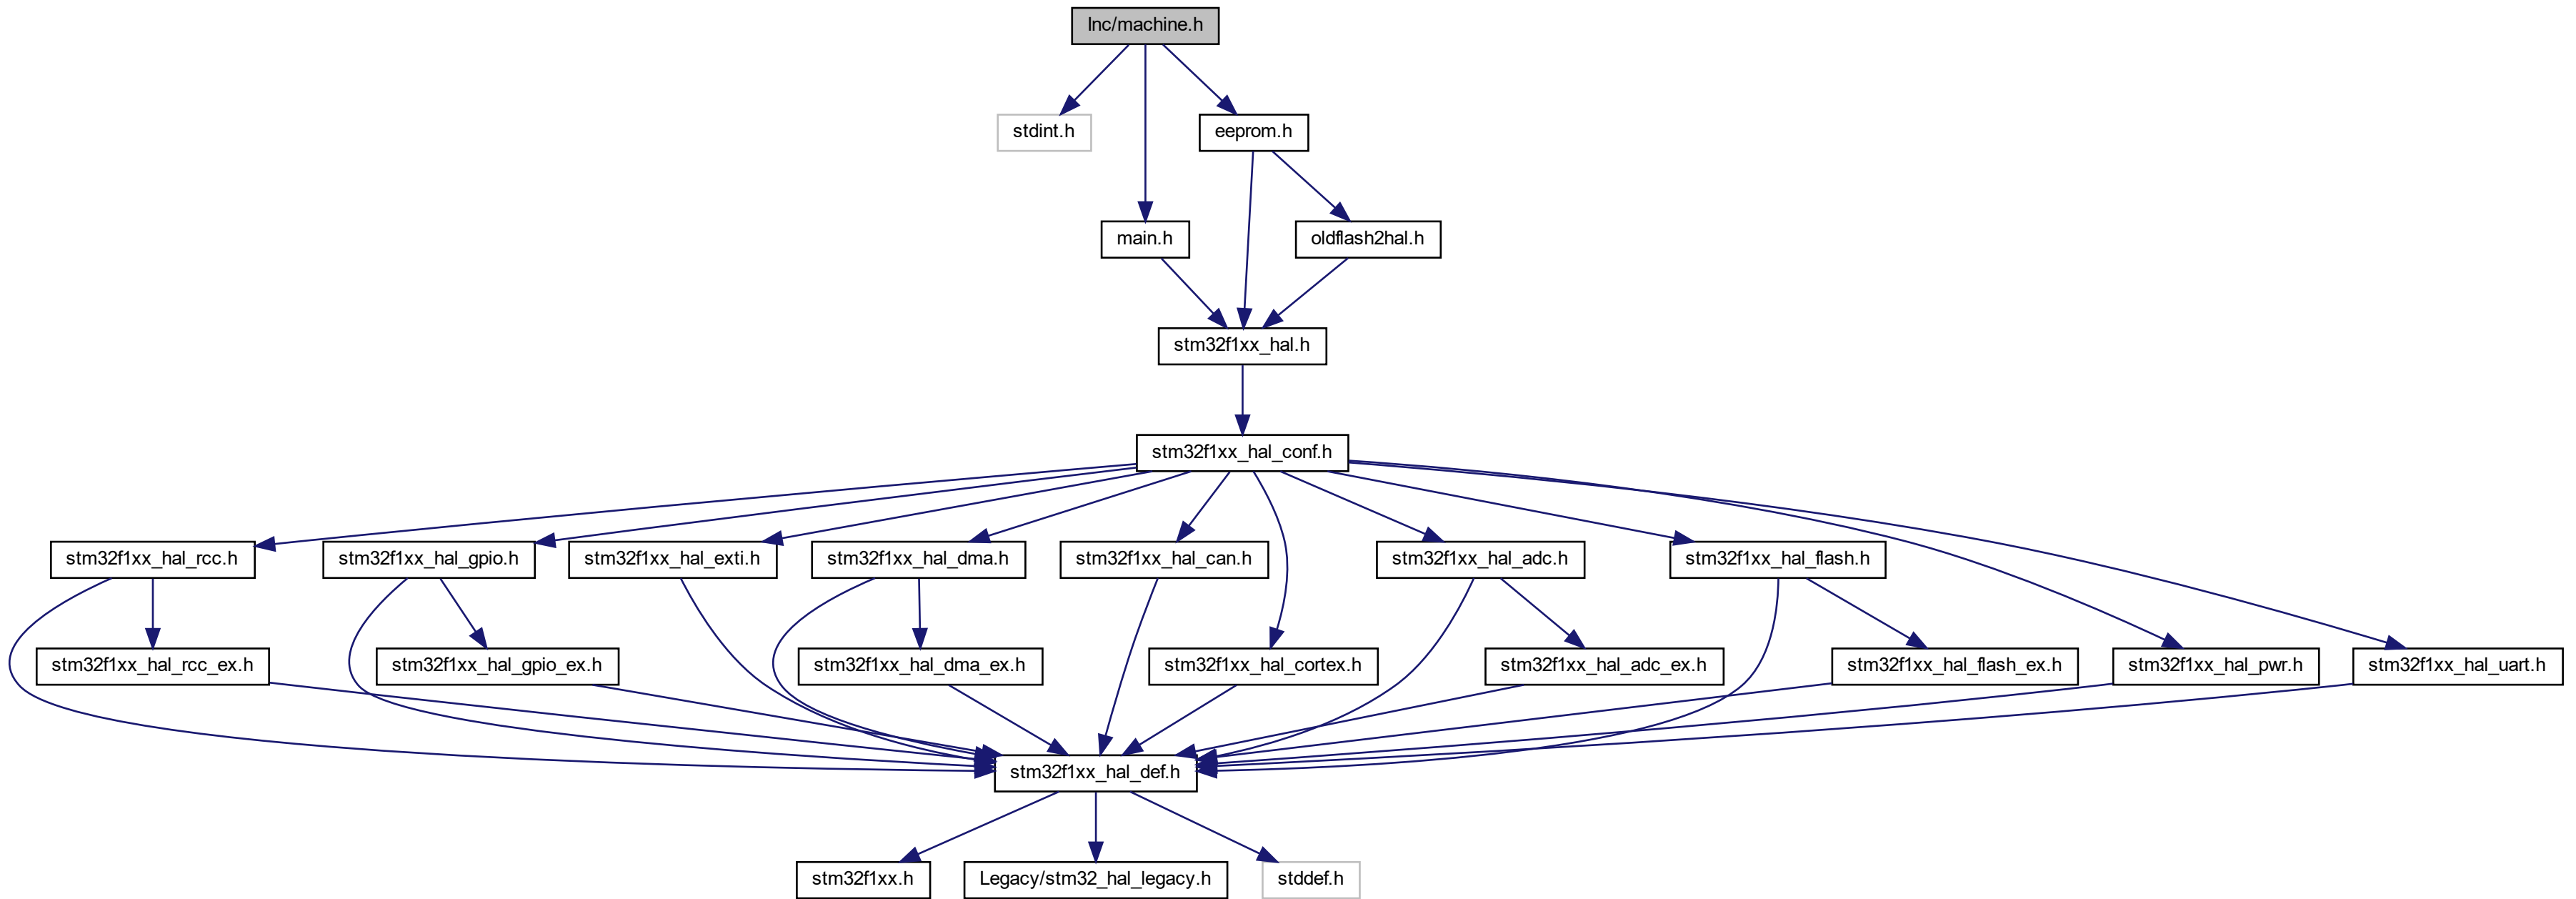 Inc/machine.h
stdint.h
eeprom.h
main.h
oldflash2hal.h
stm32f1xx_hal.h
stm32f1xx_hal_conf.h
stm32f1xx_hal_rcc.h
stm32f1xx_hal_gpio.h
stm32f1xx_hal_exti.h
stm32f1xx_hal_dma.h
stm32f1xx_hal_can.h
stm32f1xx_hal_adc.h
stm32f1xx_hal_flash.h
stm32f1xx_hal_rcc_ex.h
stm32f1xx_hal_gpio_ex.h
stm32f1xx_hal_dma_ex.h
stm32f1xx_hal_cortex.h
stm32f1xx_hal_adc_ex.h
stm32f1xx_hal_flash_ex.h
stm32f1xx_hal_pwr.h
stm32f1xx_hal_uart.h
stm32f1xx_hal_def.h
stm32f1xx.h
Legacy/stm32_hal_legacy.h
stddef.h